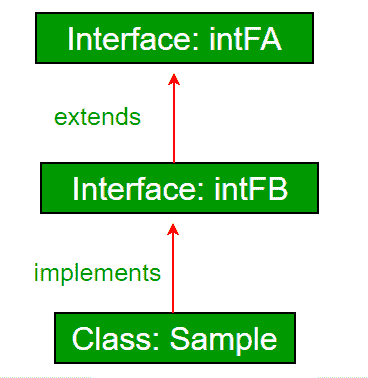 Interface: intFA
extends
Interface: intFB
implements
Class: Sample